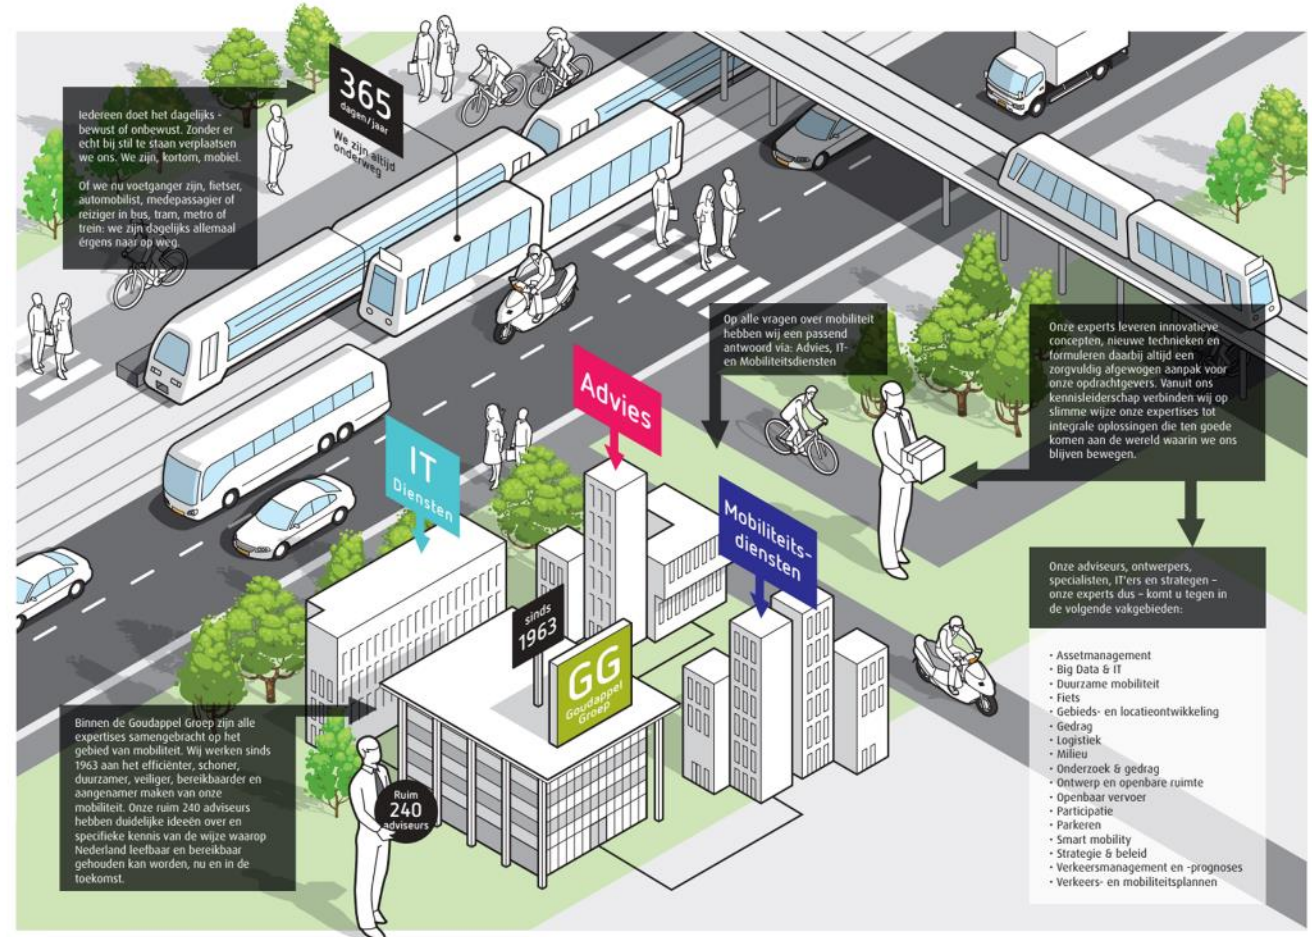 Iedereen doet het dagelijks -
bewust of onbewust. Zonder er
echt bij stil te staan verplaatsen
we ons. We zijn, kortom, mobiel.
Of we nu voetganger zijn, fietser,
automobilist, medepassagier of
reiziger in bus, tram, metro of
trein: we zijn dagelijks allemaal
érgens naar op weg.
365
dagen/jaar
We zijn altijd
onderweg
Op alle vragen over mobiliteit
hebben wij een passend
antwoord via: Advies, IT-
en Mobiliteitsdiensten
Onze experts leveren innovatieve
concepten, nieuwe technieken en
formuleren daarbij altijd een
zorgvuldig afgewogen aanpak voor
onze opdrachtgevers. Vanuit ons
kennisleiderschap verbinden wij op
slimme wijze onze expertises tot
integrale oplossingen die ten goede
komen aan de wereld waarin we ons
blijven bewegen.
Advies
IT
Diensten
Mobiliteits-
diensten
sinds
1963
GG
Goudappel
Groep
Onze adviseurs, ontwerpers,
specialisten, IT'ers en strategen –
onze experts dus – komt u tegen in
de volgende vakgebieden:
• Assetmanagement
• Big Data & IT
• Duurzame mobiliteit
• Fiets
• Gebieds- en locatieontwikkeling
• Gedrag
• Logistiek
• Milieu
• Onderzoek & gedrag
• Ontwerp en openbare ruimte
• Openbaar vervoer
• Participatie
• Parkeren
• Smart mobility
• Strategie & beleid
• Verkeersmanagement en -prognoses
• Verkeers- en mobiliteitsplannen
Binnen de Goudappel Groep zijn alle
expertises samengebracht op het
gebied van mobiliteit. Wij werken sinds
1963 aan het efficiënter, schoner,
duurzamer, veiliger, bereikbaarder en
aangenamer maken van onze
mobiliteit. Onze ruim 240 adviseurs
hebben duidelijke ideeën over en
specifieke kennis van de wijze waarop
Nederland leefbaar en bereikbaar
gehouden kan worden, nu en in de
toekomst.
Ruim
240
adviseurs